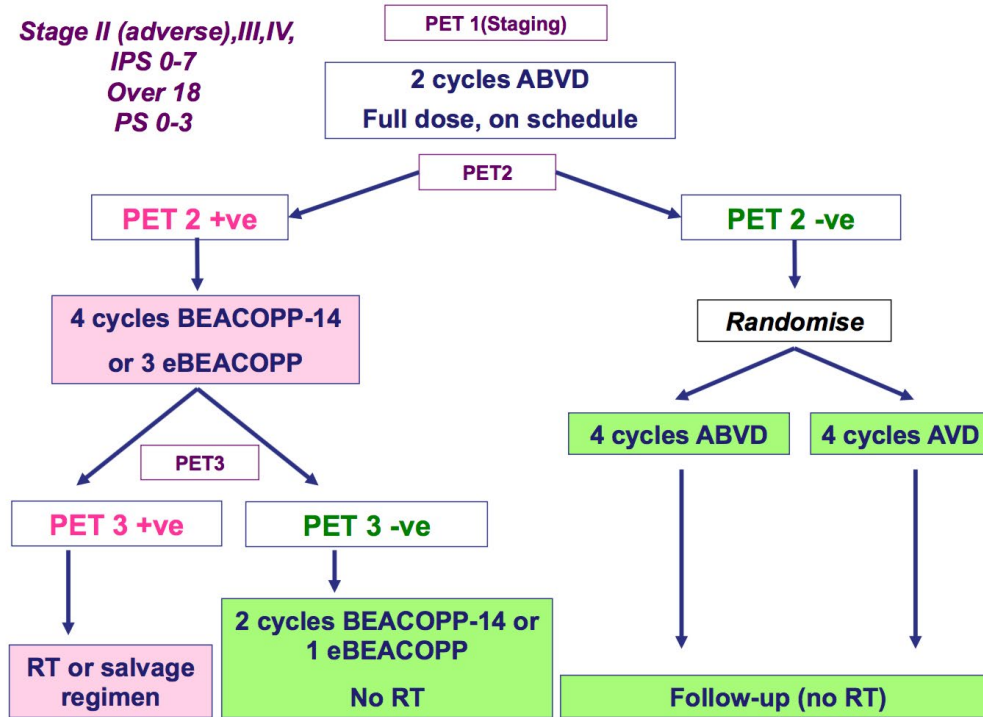 Stage II (adverse),III,IV,
IPS 0-7
Over 18
PS 0-3
PET 1(Staging)
2 cycles ABVD
Full dose, on schedule
PET2
PET 2 +ve
PET 2 -ve
4 cycles BEACOPP-14
or 3 eBEACOPP
Randomise
4 cycles ABVD
4 cycles AVD
PET3
PET 3 +ve
PET 3 -ve
RT or salvage
regimen
2 cycles BEACOPP-14 or
1 eBEACOPP
No RT
Follow-up (no RT)